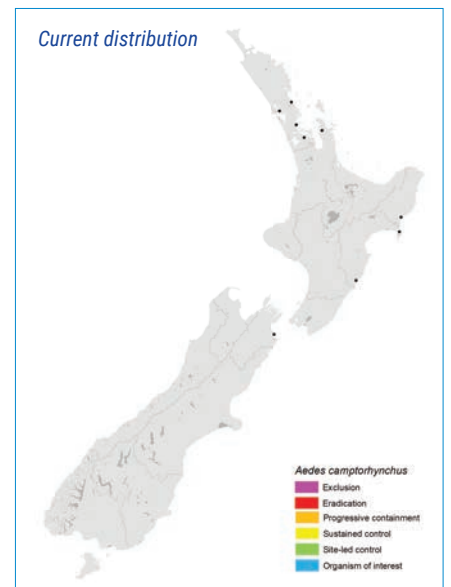 Current distribution
Aedes camptorhynchus
Exclusion
Eradication
Progressive containment
Sustained control
Site-led control
Organism of interest